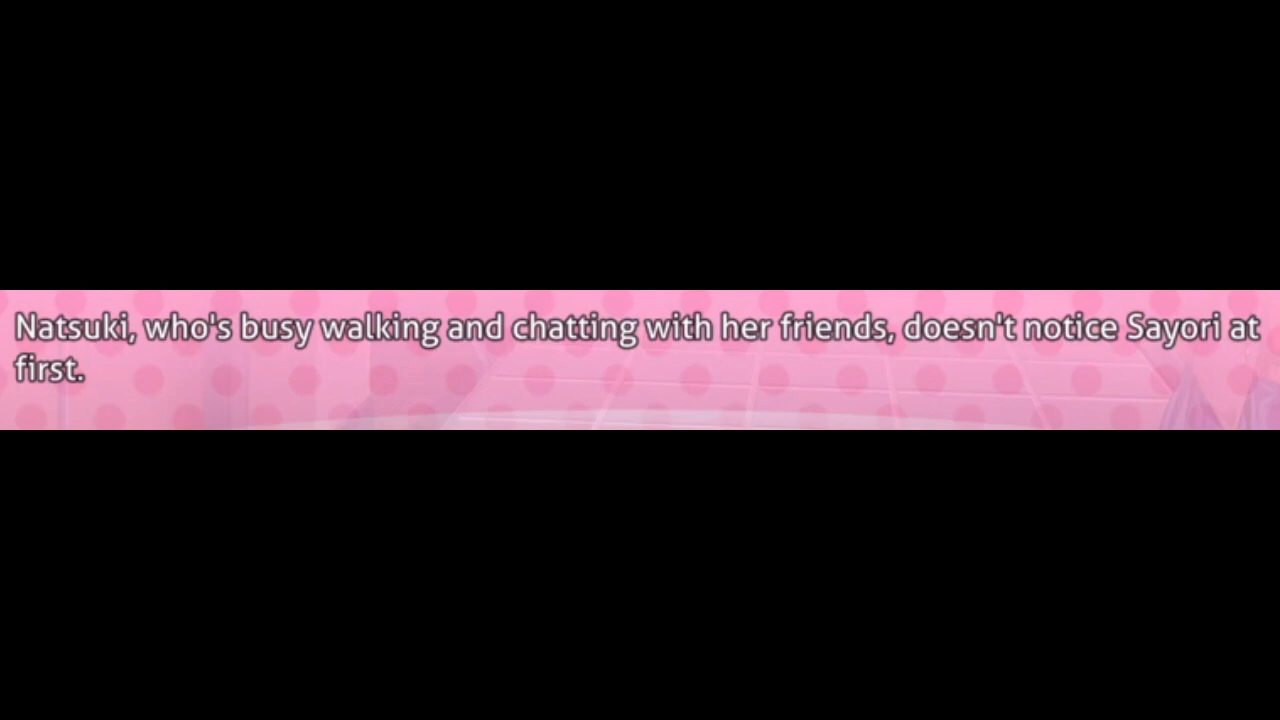 Natsuki, who's busy walking and chatting with her friends, doesn't notice Sayori at
first.